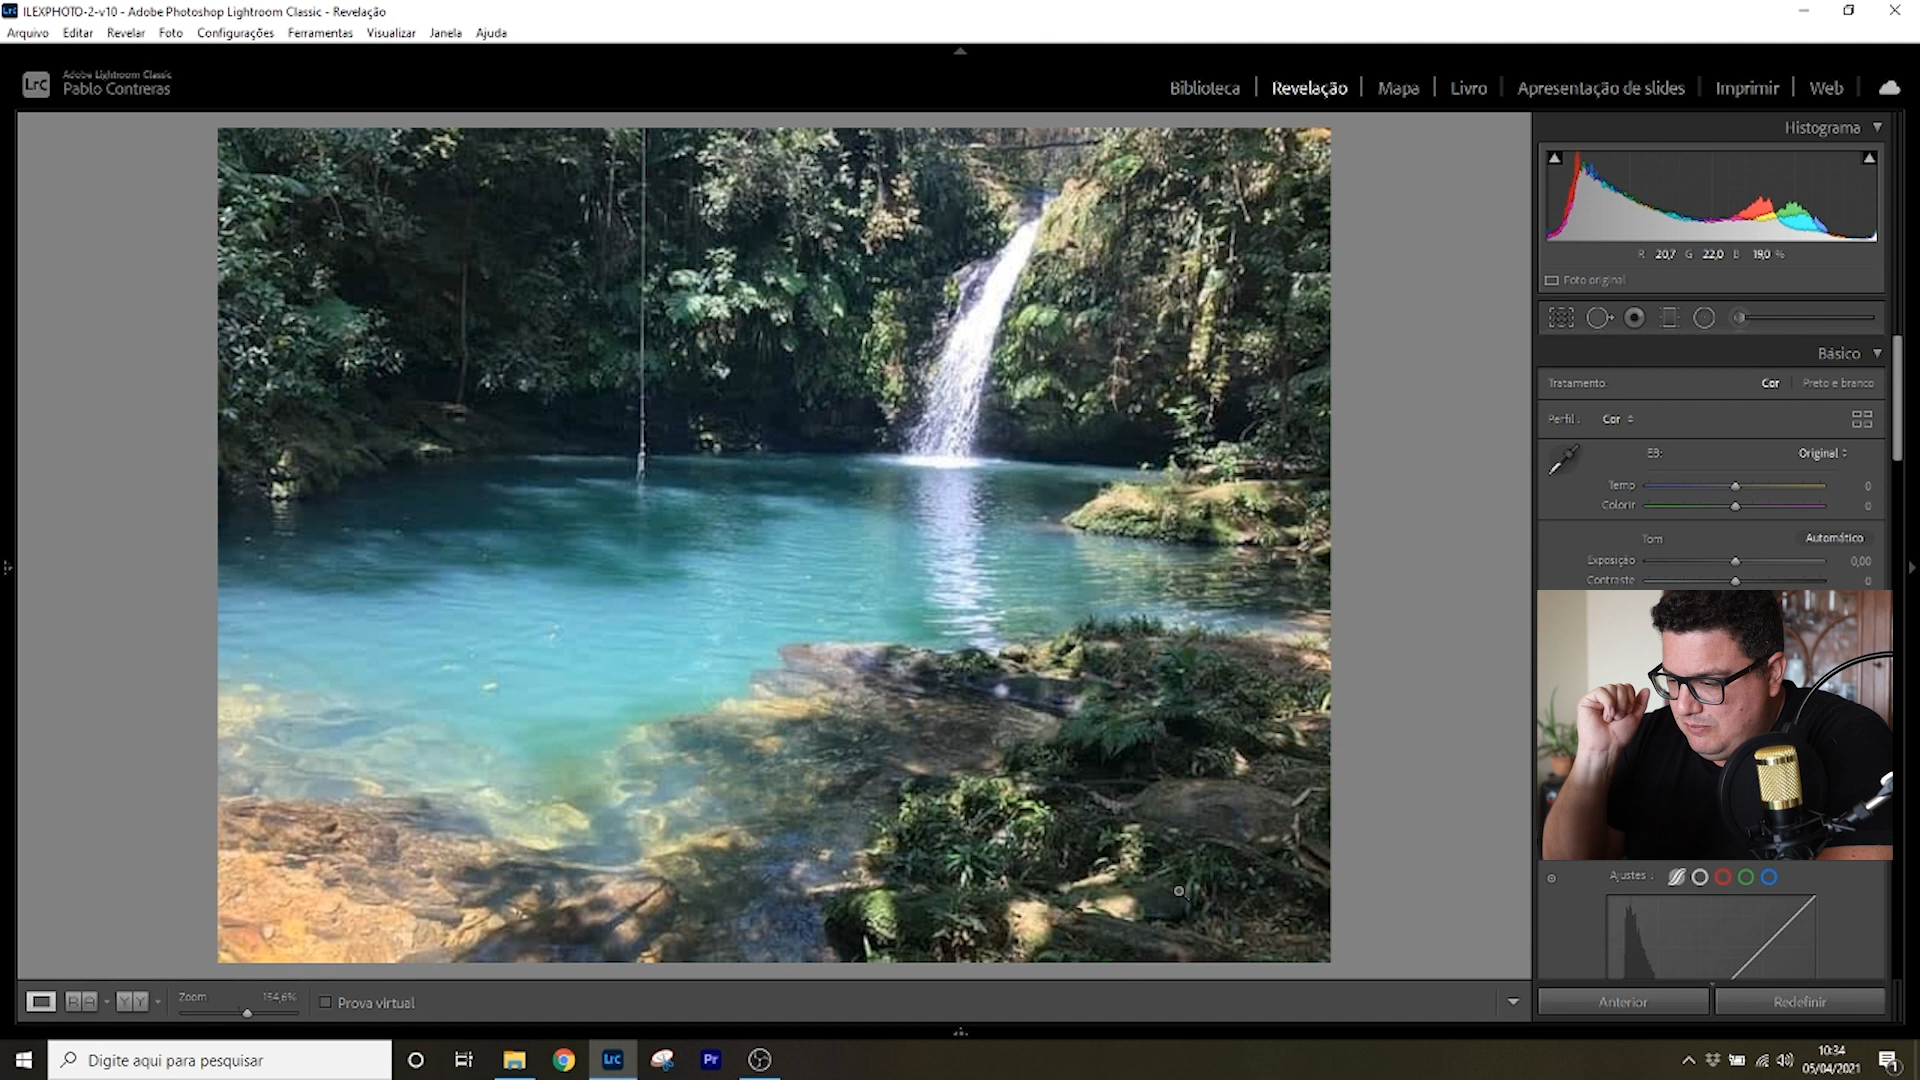 ILEXPHOTO-2-v10 - Adobe Photoshop Lightroom Classic - Revelação
Arquivo Editar Revelar Foto Configurações Ferramentas Visualizar Janela Ajuda
LrC Adobe Lightroom Classic
Pablo Contreras
Biblioteca | Revelação | Mapa | Livro | Apresentação de slides | Imprimir | Web
Histograma
R 20,7 G 22,0 B 19,0 %
Foto original
Básico
Tratamento: Cor Preto e branco
Perfil: Cor
EB: Original
Temp 0
Colorir 0
Tom Automático
Exposição 0,00
Contraste 0
Ajustes :
Zoom 154,6% Prova virtual
R A Y Y
Anterior Redefinir
Digite aqui para pesquisar
LrC Pr
10:34
05/04/2021
1